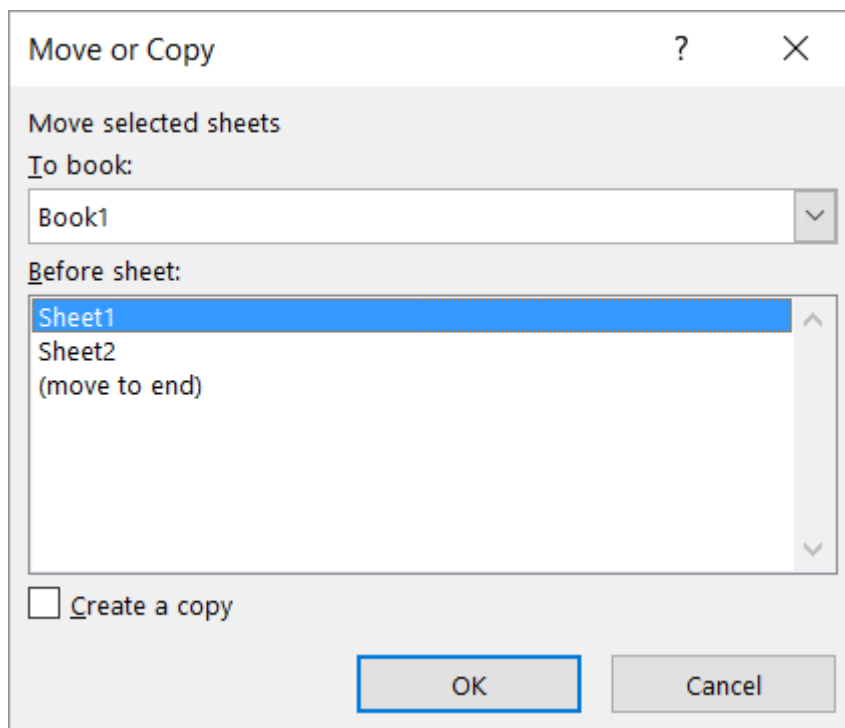 Move or Copy ?
Move selected sheets
To book:
Book1
Before sheet:
Sheet1
Sheet2
(move to end)
Create a copy
OK Cancel